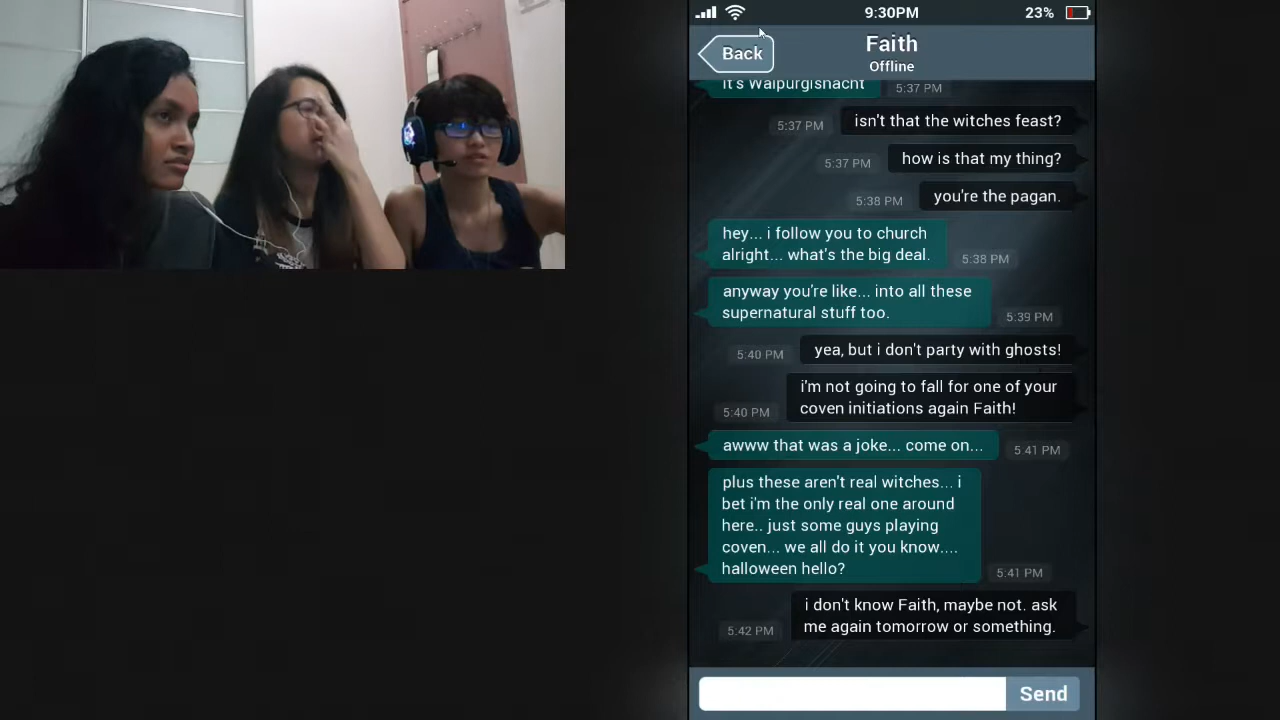 9:30PM
23%
Back
Faith
Offline
it's Walpurgisnacht
5:37 PM
isn't that the witches feast?
5:37 PM
how is that my thing?
5:37 PM
you're the pagan.
5:38 PM
hey... i follow you to church
alright... what's the big deal.
5:38 PM
anyway you're like... into all these
supernatural stuff too.
5:39 PM
yea, but i don't party with ghosts!
5:40 PM
i'm not going to fall for one of your
coven initiations again Faith!
5:40 PM
awww that was a joke... come on...
5:41 PM
plus these aren't real witches... i
bet i'm the only real one around
here.. just some guys playing
coven... we all do it you know....
halloween hello?
5:41 PM
i don't know Faith, maybe not. ask
me again tomorrow or something.
5:42 PM
Send